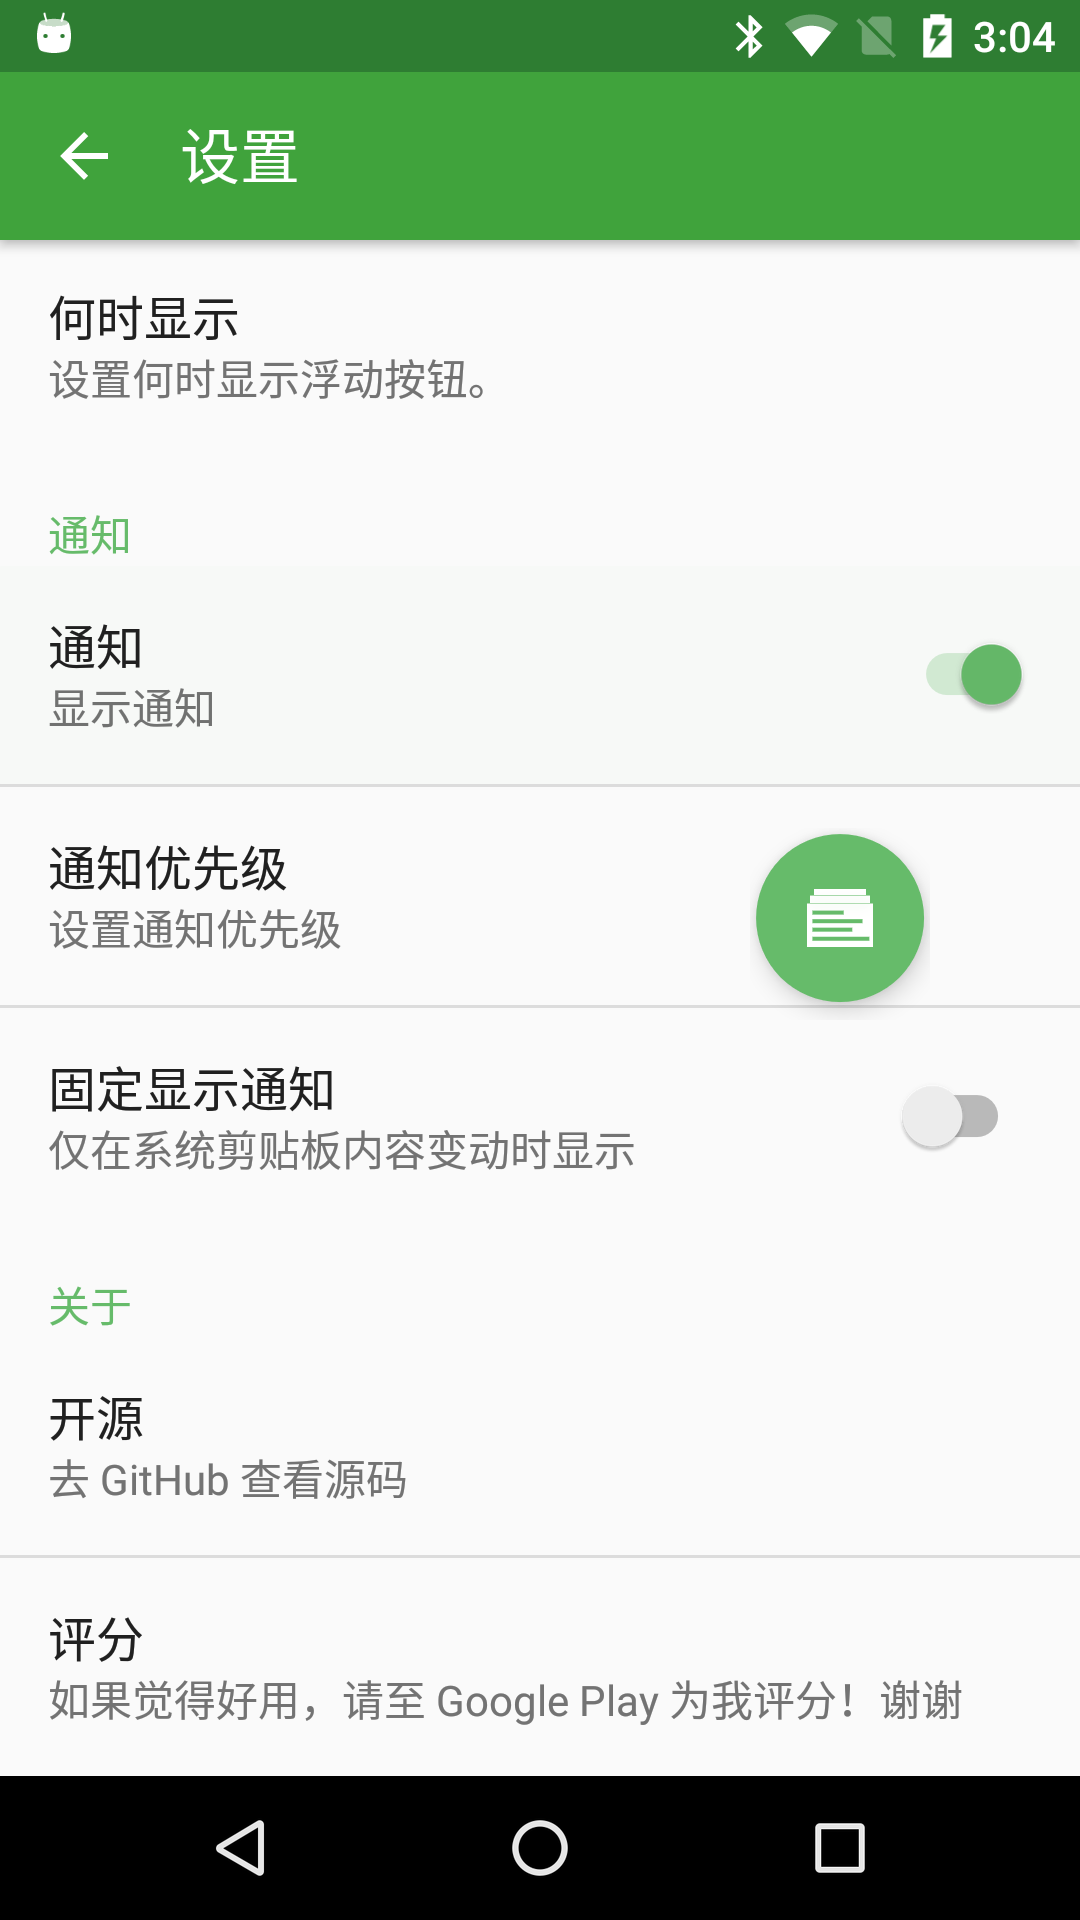 3:04
设置
何时显示
设置何时显示浮动按钮。
通知
通知
显示通知
通知优先级
设置通知优先级
固定显示通知
仅在系统剪贴板内容变动时显示
关于
开源
去 GitHub 查看源码
评分
如果觉得好用，请至 Google Play 为我评分！谢谢